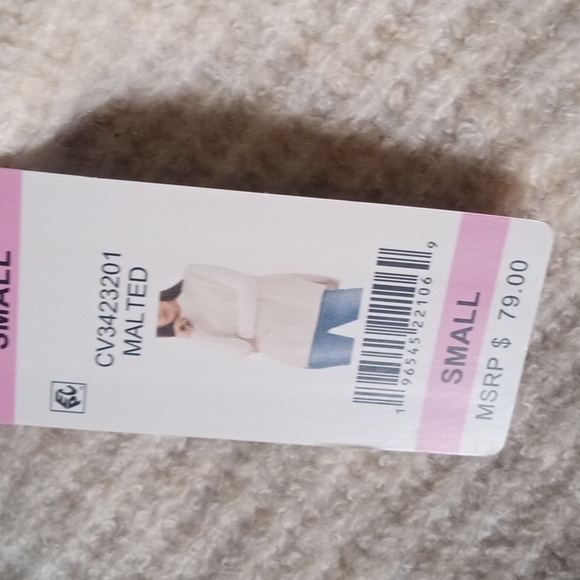 SMALL
CV3423201
MALTED
1 96545 22106 9
SMALL
MSRP $ 79.00